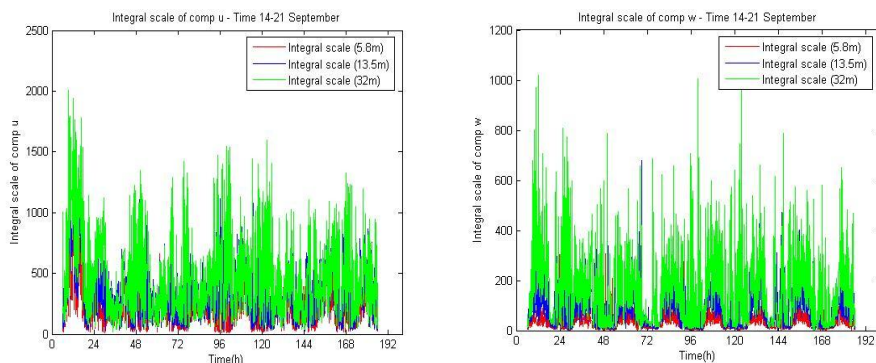 Integral scale of comp u - Time 14-21 September
2500
2000
1500
1000
500
0
Integral scale of comp u
Integral scale (5.8m)
Integral scale (13.5m)
Integral scale (32m)
0 24 48 72 96 120 144 168 192
Time(h)
Integral scale of comp w - Time 14-21 September
1200
1000
800
600
400
200
0
Integral scale of comp w
Integral scale (5.8m)
Integral scale (13.5m)
Integral scale (32m)
0 24 48 72 96 120 144 168 192
Time(h)